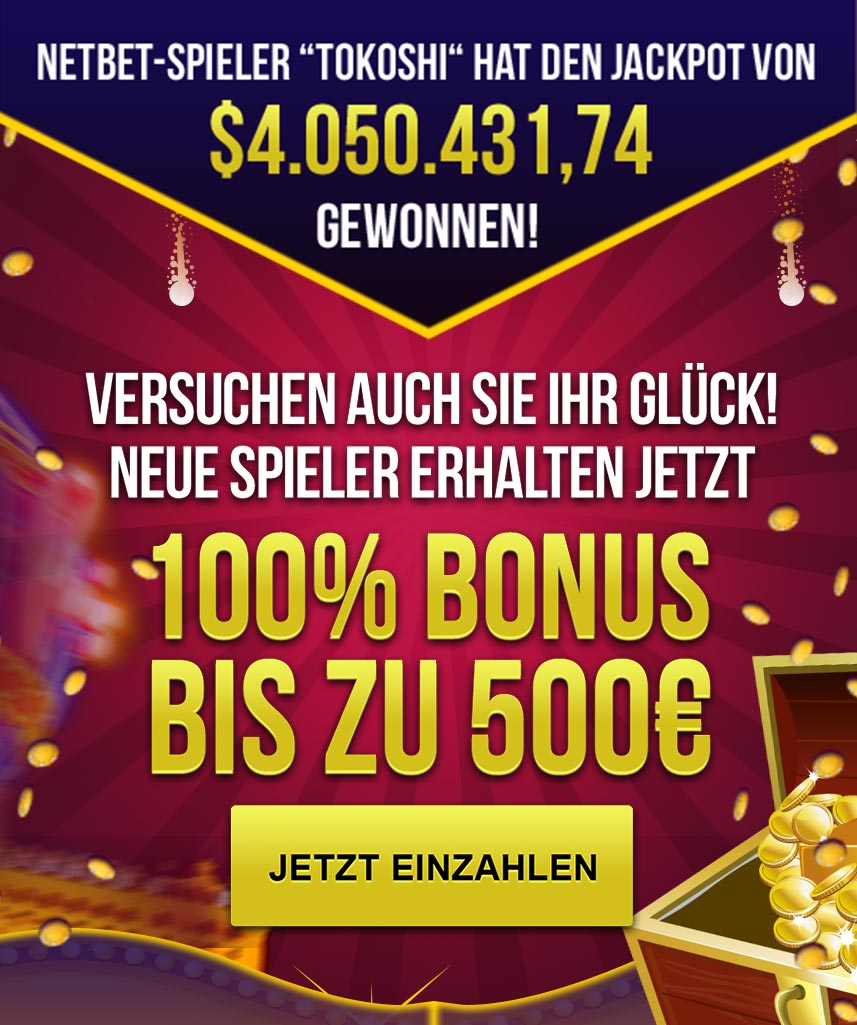 NETBET-SPIELER “TOKOSHI“ HAT DEN JACKPOT VON
$4.050.431,74
GEWONNEN!
VERSUCHEN AUCH SIE IHR GLÜCK!
NEUE SPIELER ERHALTEN JETZT
100% BONUS
BIS ZU 500€
JETZT EINZAHLEN